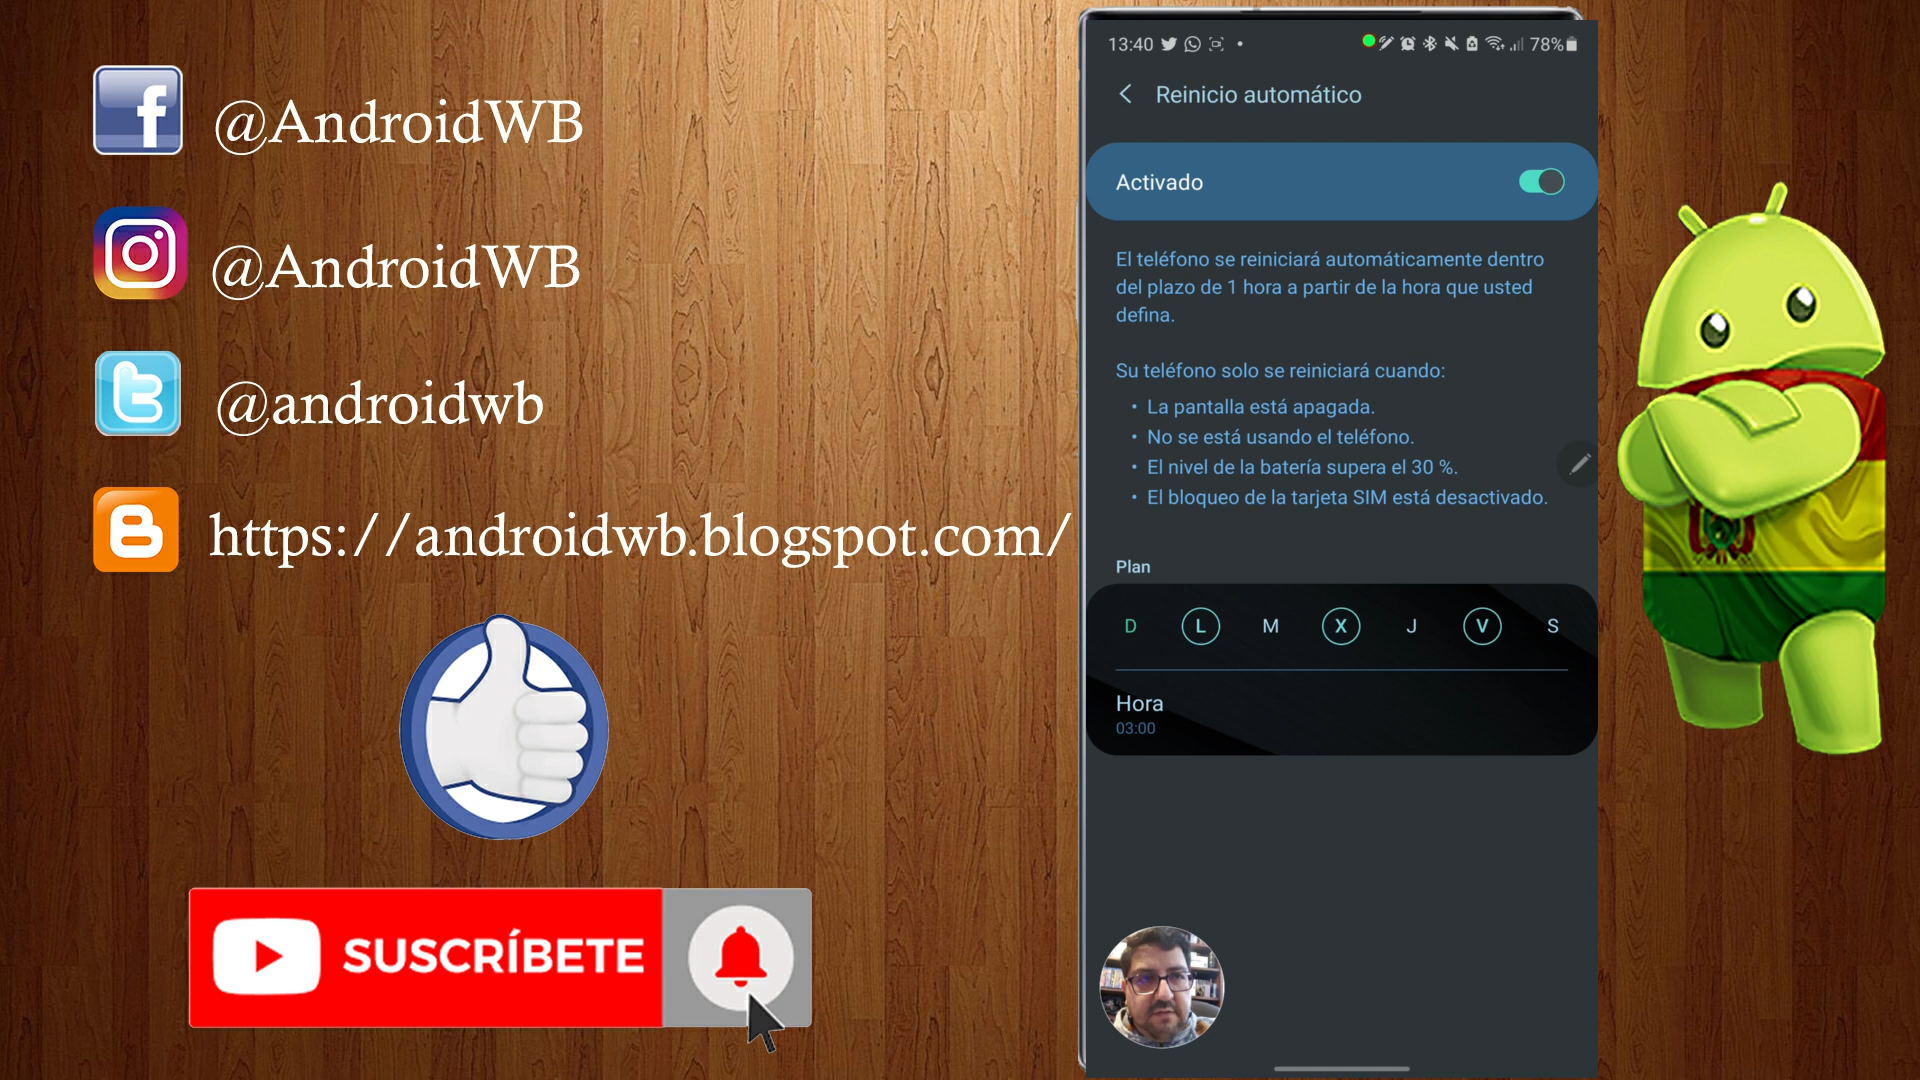 @AndroidWB
@AndroidWB
@androidwb
https://androidwb.blogspot.com/
SUSCRÍBETE
13:40
78%
Reinicio automático
Activado
El teléfono se reiniciará automáticamente dentro
del plazo de 1 hora a partir de la hora que usted
defina.
Su teléfono solo se reiniciará cuando:
• La pantalla está apagada.
• No se está usando el teléfono.
• El nivel de la batería supera el 30 %.
• El bloqueo de la tarjeta SIM está desactivado.
Plan
D L M X J V S
Hora
03:00